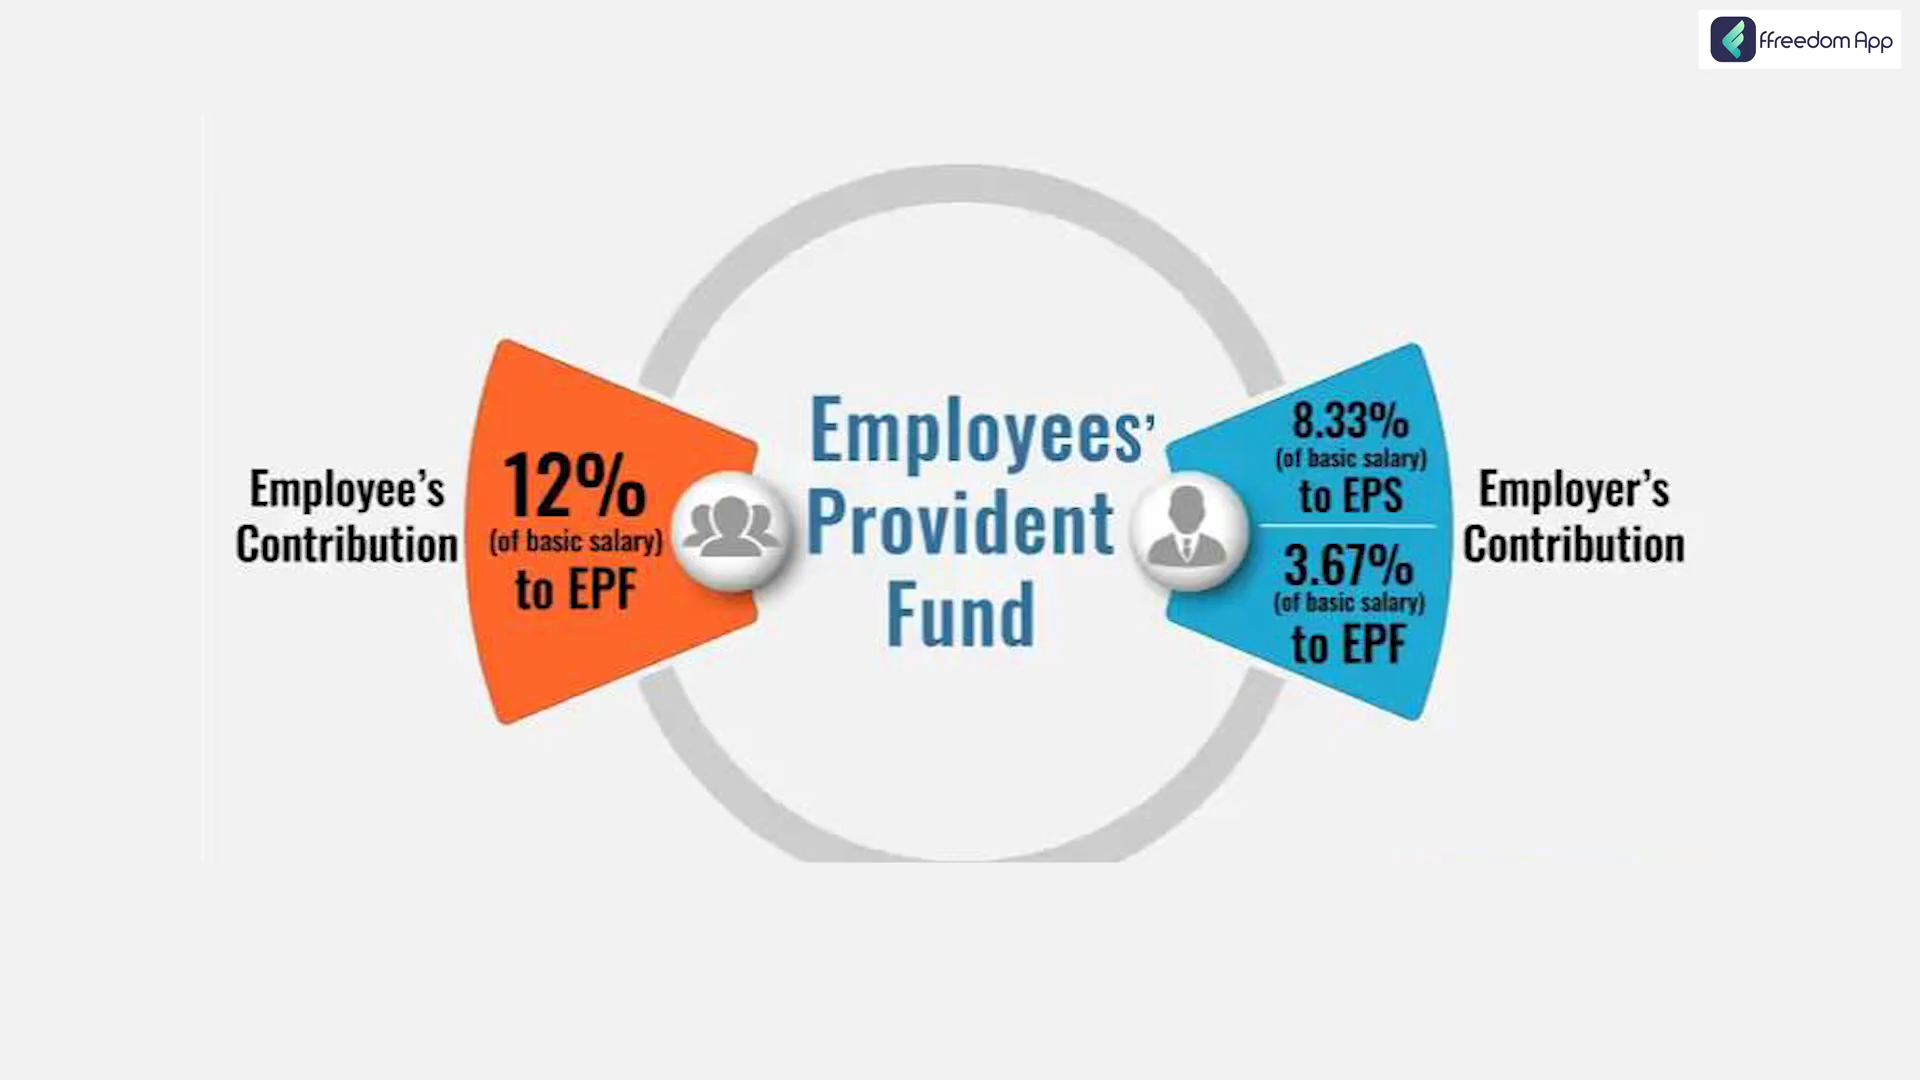 ffreedom App
Employee’s
Contribution
12%
(of basic salary)
to EPF
Employees’
Provident
Fund
8.33%
(of basic salary)
to EPS
3.67%
(of basic salary)
to EPF
Employer’s
Contribution